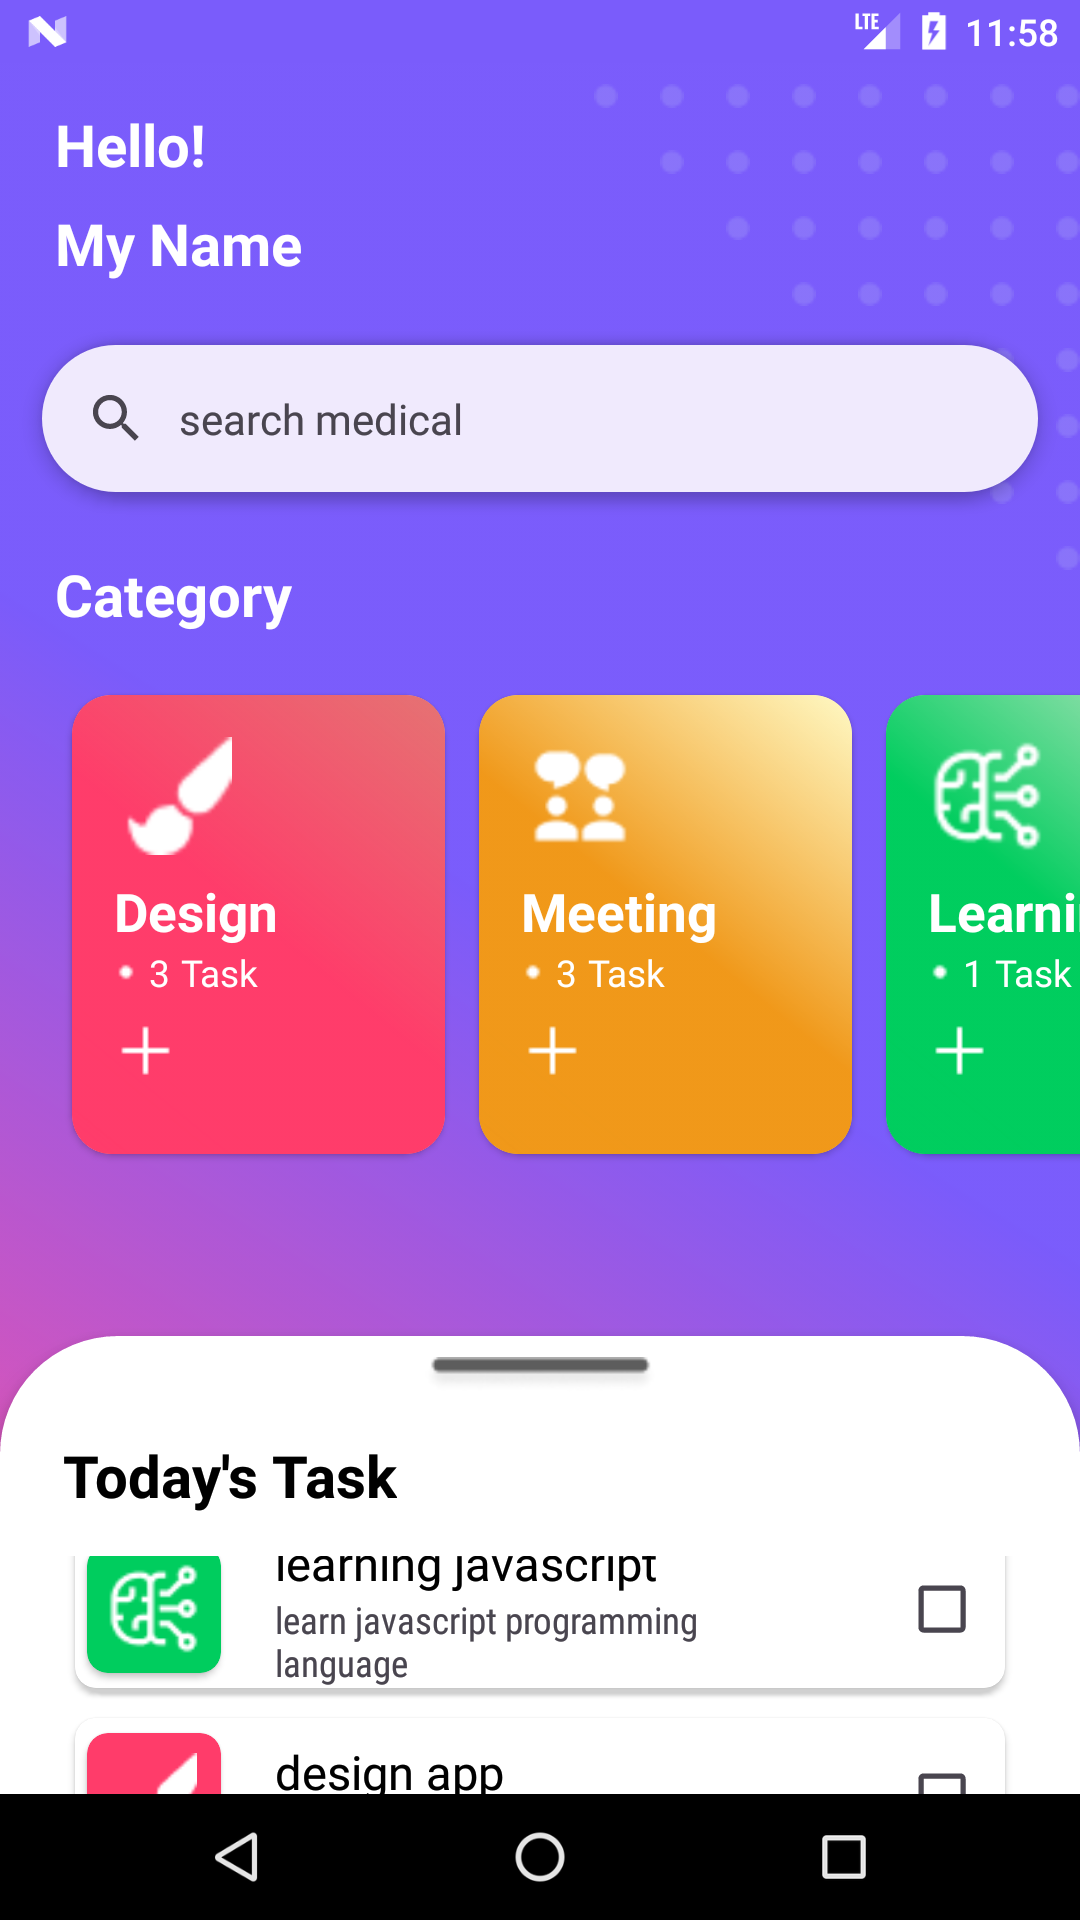 LTE 11:58
Hello!
My Name
search medical
Category
Design
• 3 Task
Meeting
• 3 Task
Learni
• 1 Task
Today's Task
learning javascript
learn javascript programming
language
design app